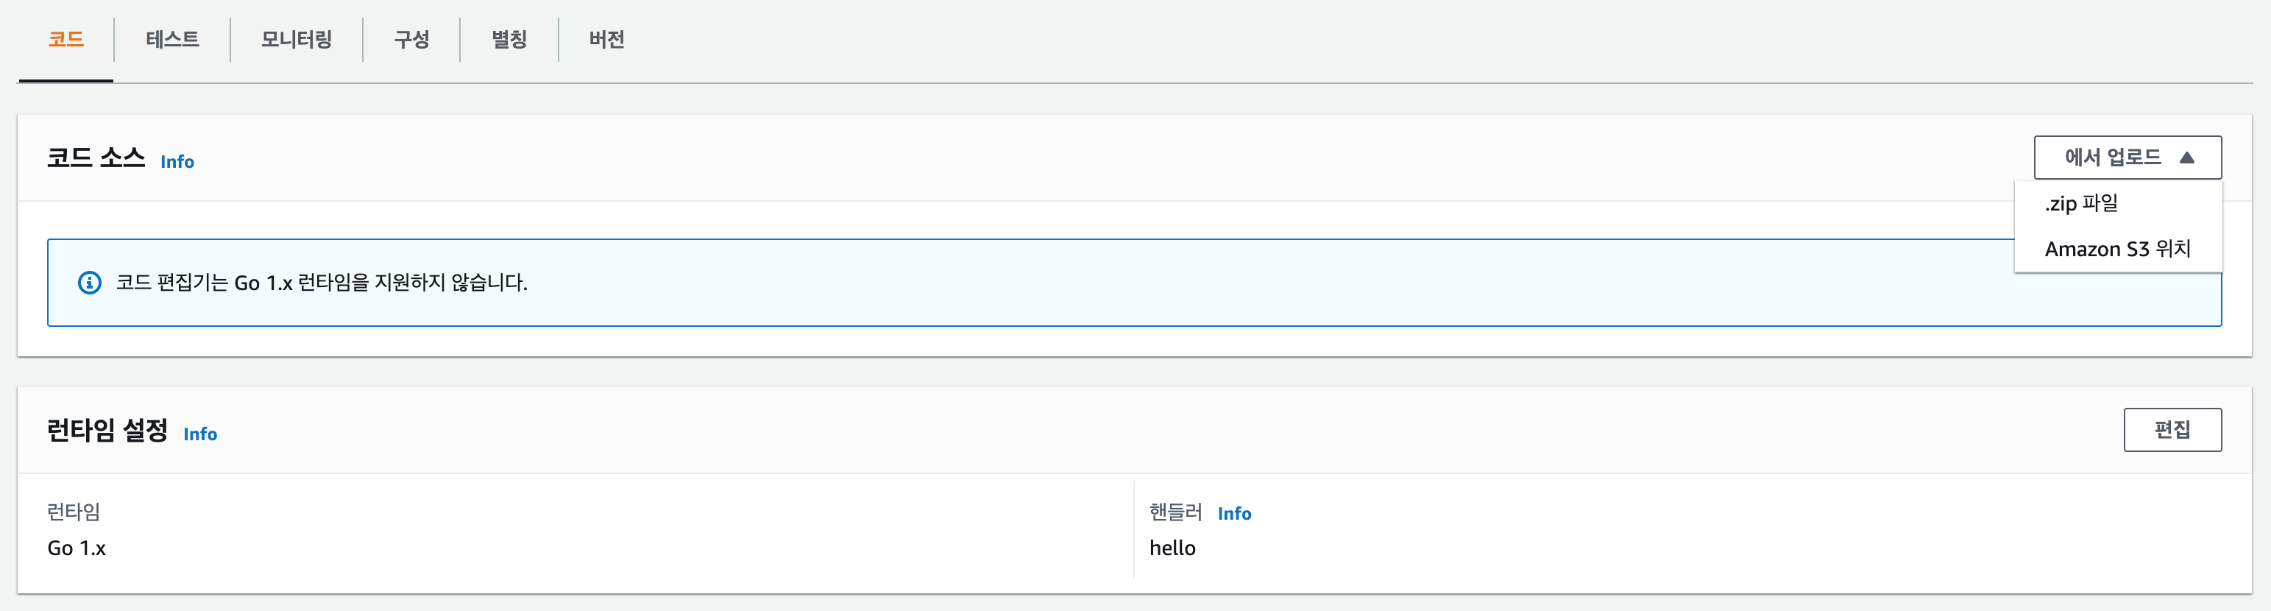 코드 테스트 모니터링 구성 별칭 버전
코드 소스 Info 에서 업로드 ▲
.zip 파일
Amazon S3 위치
코드 편집기는 Go 1.x 런타임을 지원하지 않습니다.
런타임 설정 Info 편집
런타임 핸들러 Info
Go 1.x hello